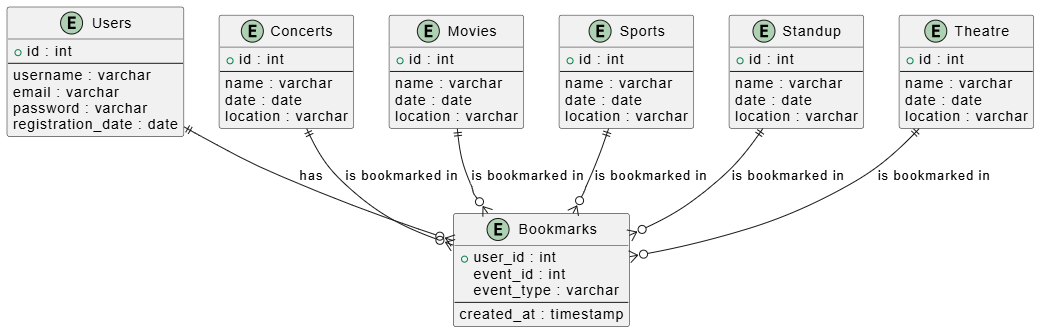 E Users
id : int
username : varchar
email : varchar
password : varchar
registration_date : date
E Concerts
id : int
name : varchar
date : date
location : varchar
E Movies
id : int
name : varchar
date : date
location : varchar
E Sports
id : int
name : varchar
date : date
location : varchar
E Standup
id : int
name : varchar
date : date
location : varchar
E Theatre
id : int
name : varchar
date : date
location : varchar
has
is bookmarked in
is bookmarked in
is bookmarked in
is bookmarked in
is bookmarked in
E Bookmarks
user_id : int
event_id : int
event_type : varchar
created_at : timestamp